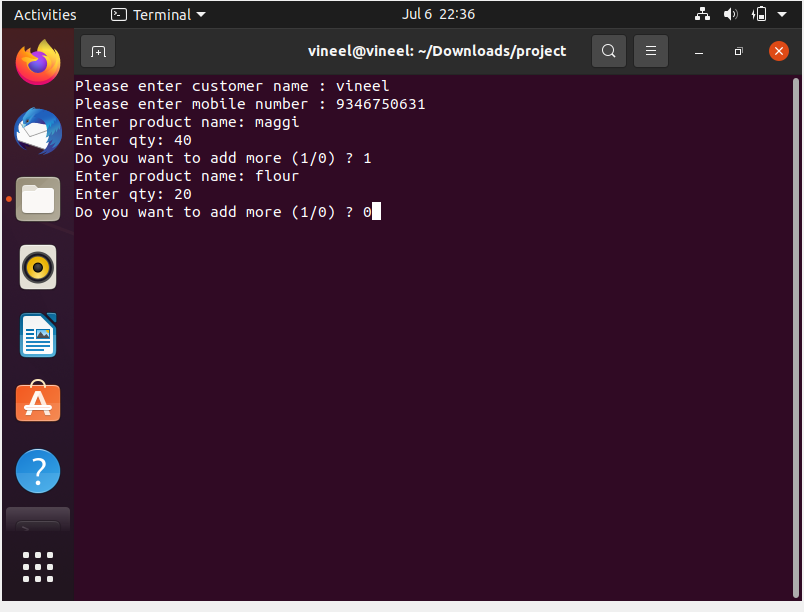 Activities Terminal Jul 6 22:36
vineel@vineel: ~/Downloads/project
Please enter customer name : vineel
Please enter mobile number : 9346750631
Enter product name: maggi
Enter qty: 40
Do you want to add more (1/0) ? 1
Enter product name: flour
Enter qty: 20
Do you want to add more (1/0) ? 0